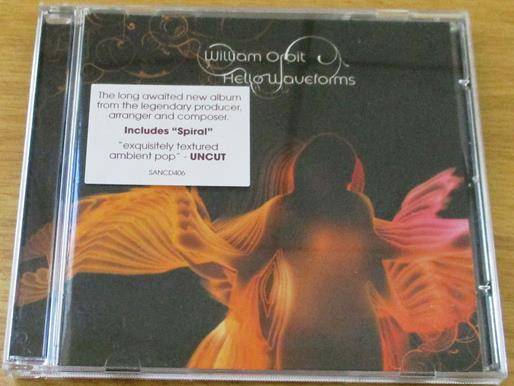 William Orbit
Hello Waveforms
The long awaited new album
from the legendary producer,
arranger and composer.
Includes "Spiral"
"exquisitely textured
ambient pop" - UNCUT
SANCD406